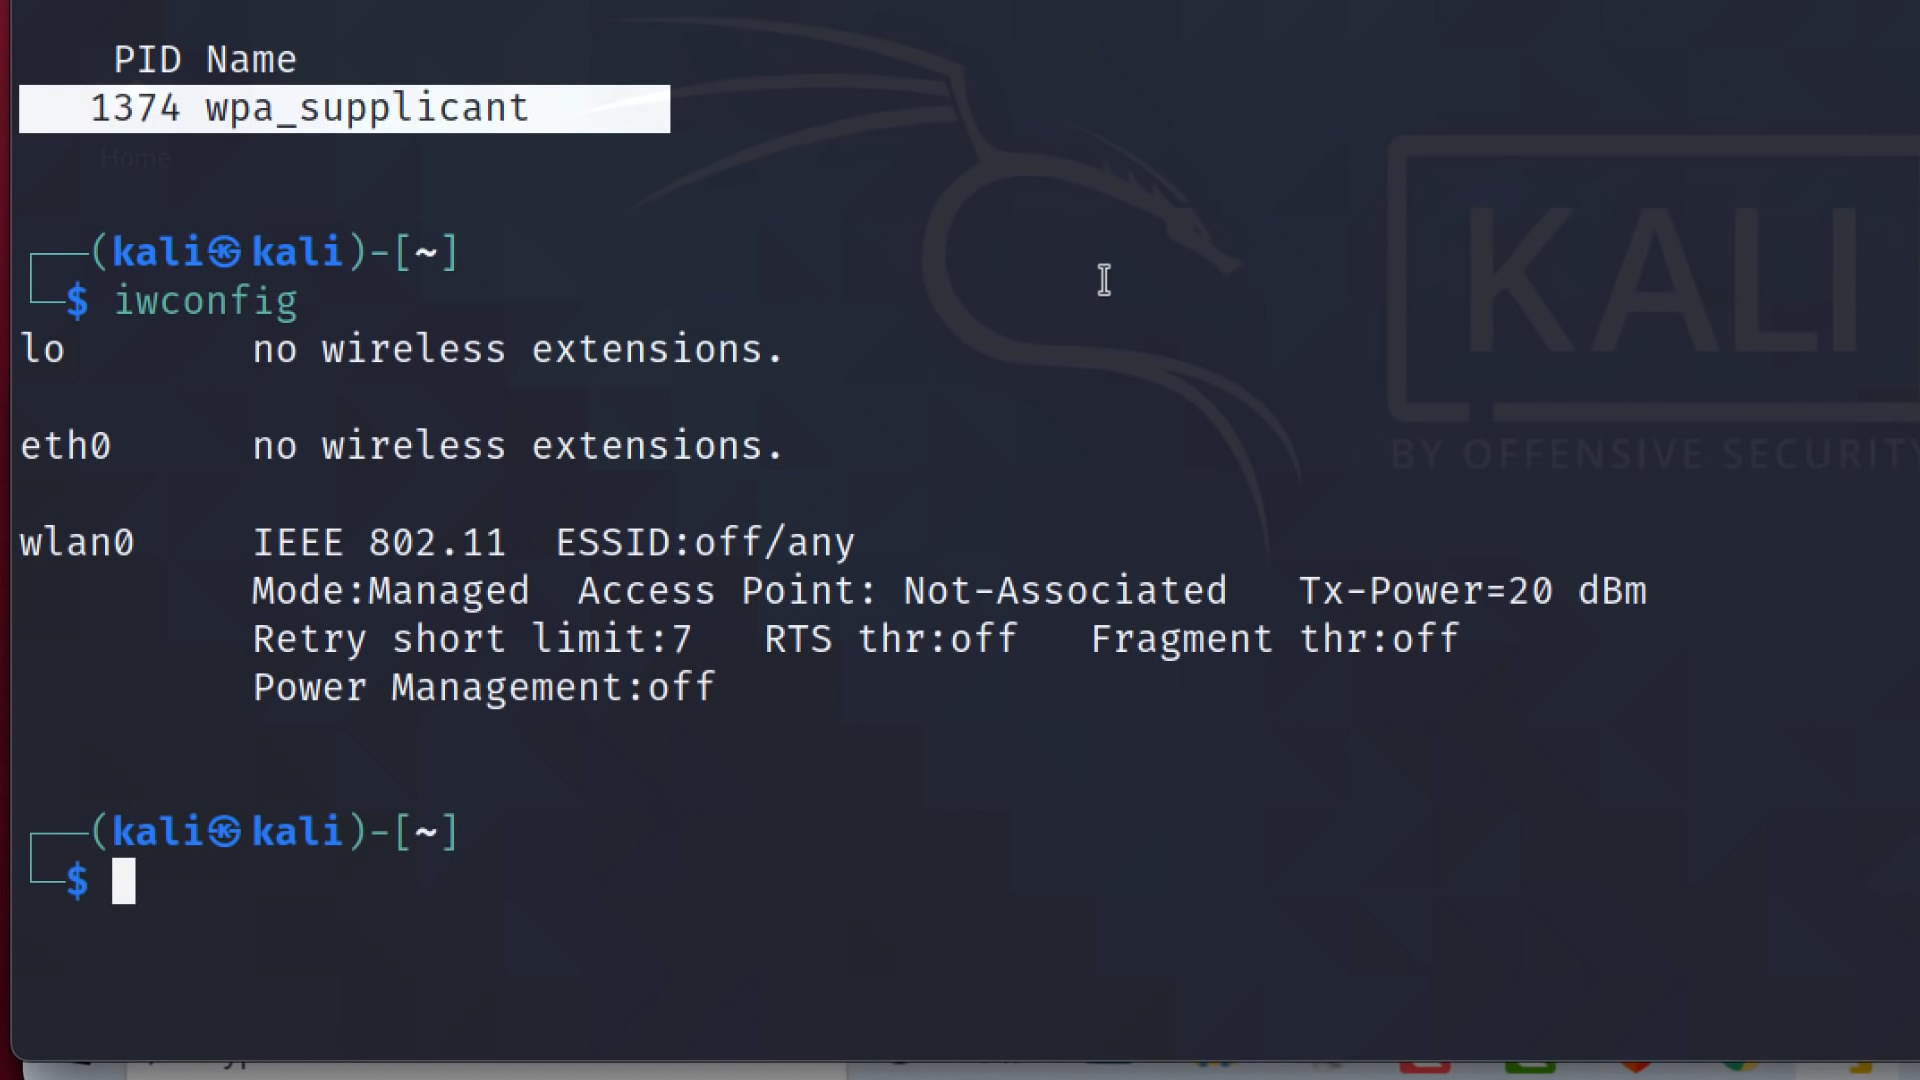 PID Name
1374 wpa_supplicant
Home
(kali㉿kali)-[~]
$ iwconfig
lo no wireless extensions.
eth0 no wireless extensions.
wlan0 IEEE 802.11 ESSID:off/any
Mode:Managed Access Point: Not-Associated Tx-Power=20 dBm
Retry short limit:7 RTS thr:off Fragment thr:off
Power Management:off
(kali㉿kali)-[~]
$
KALI
BY OFFENSIVE SECURITY